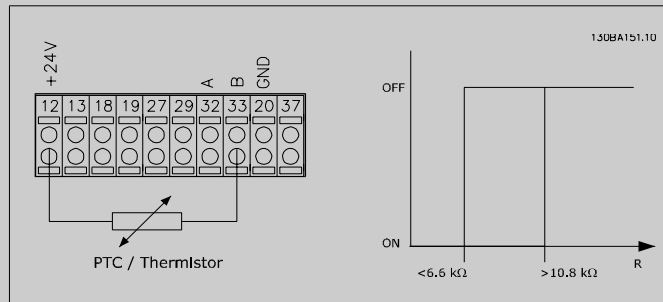 130BA151.10
+24V
A
B
GND
12 13 18 19 27 29 32 33 20 37
PTC / Thermistor
OFF
ON
R
<6.6 kΩ
>10.8 kΩ